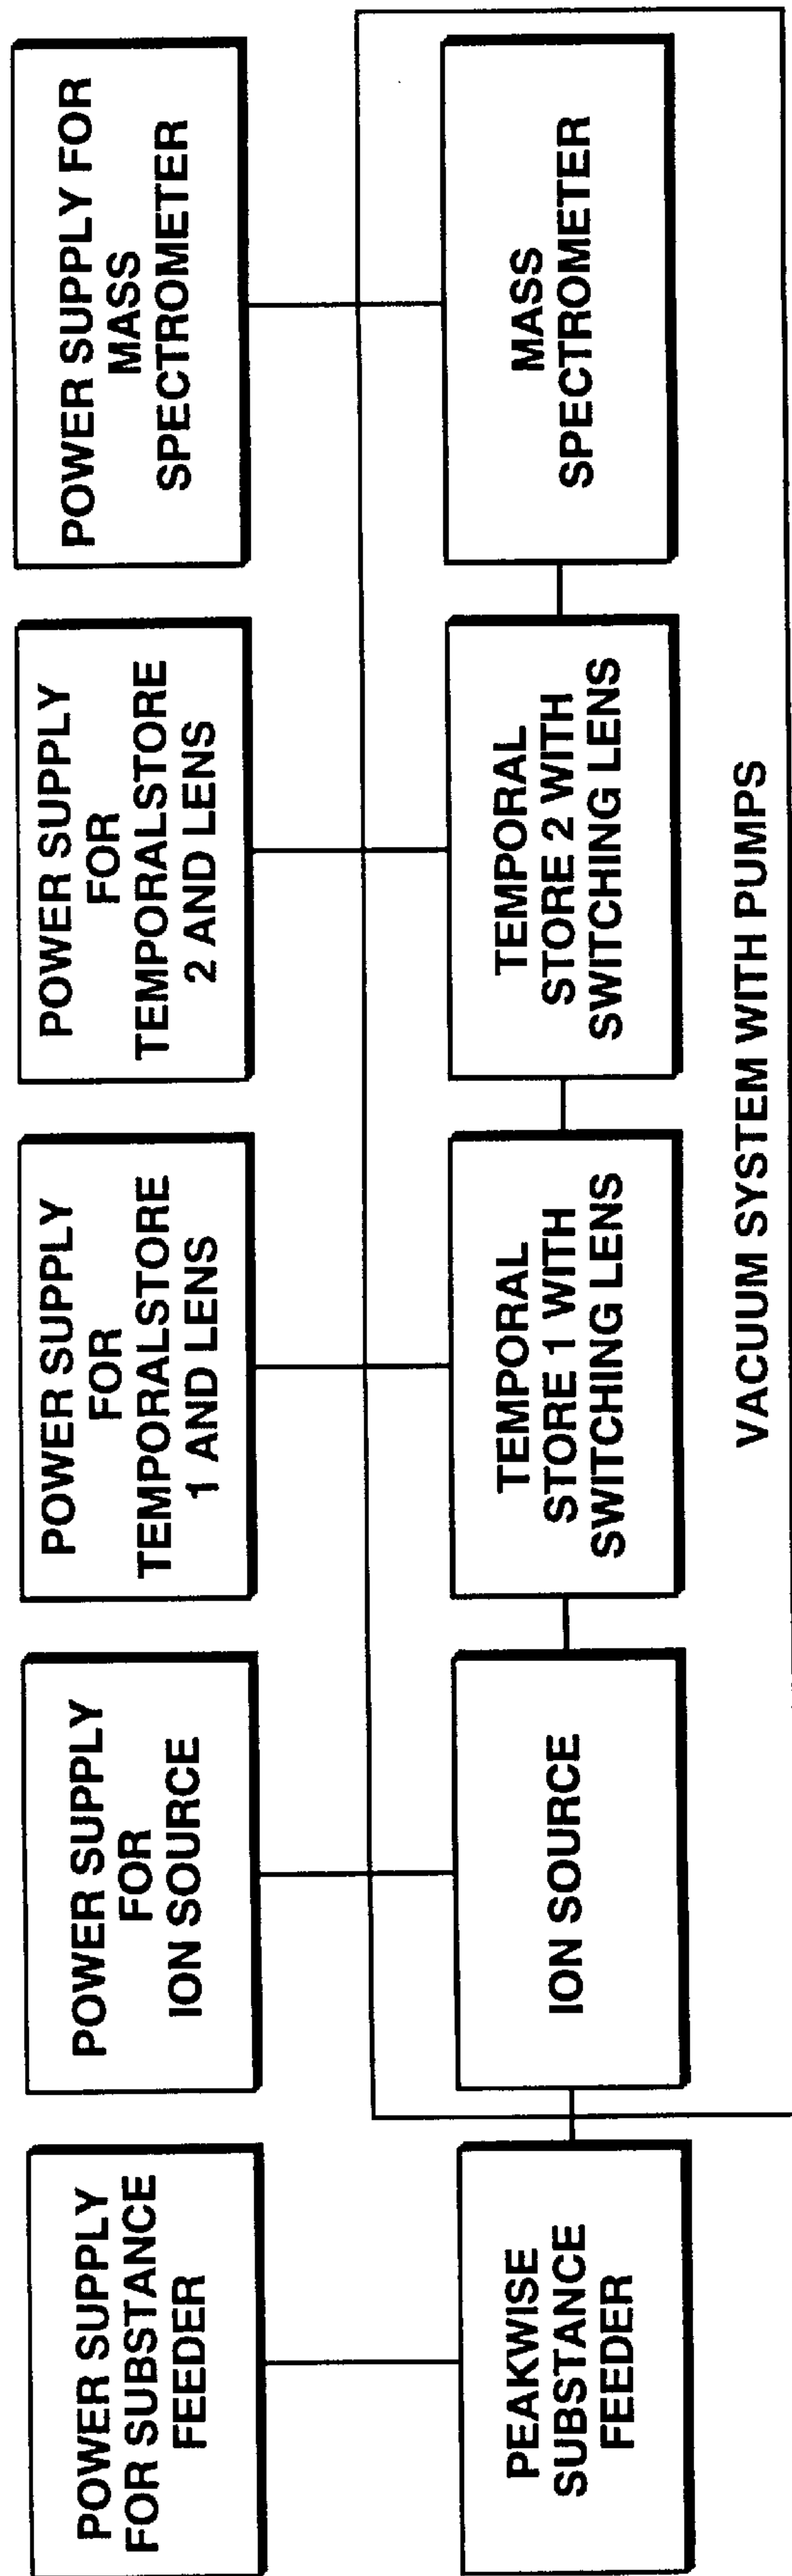 POWER SUPPLY
FOR SUBSTANCE
FEEDER
POWER SUPPLY
FOR
ION SOURCE
POWER SUPPLY
FOR
TEMPORALSTORE
1 AND LENS
POWER SUPPLY
FOR
TEMPORALSTORE
2 AND LENS
POWER SUPPLY FOR
MASS
SPECTROMETER
PEAKWISE
SUBSTANCE
FEEDER
ION SOURCE
TEMPORAL
STORE 1 WITH
SWITCHING LENS
TEMPORAL
STORE 2 WITH
SWITCHING LENS
MASS
SPECTROMETER
VACUUM SYSTEM WITH PUMPS